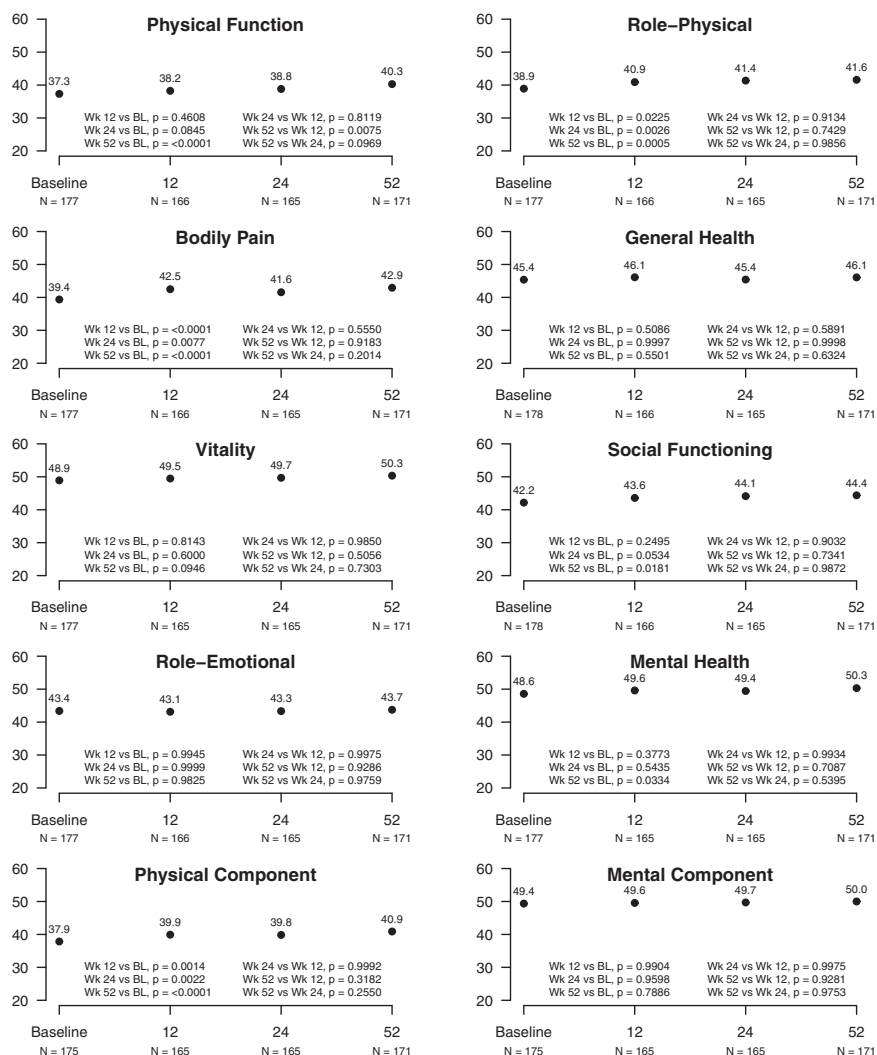 Physical Function
60
50
40
30
20
37.3
38.2
38.8
40.3
Wk 12 vs BL, p = 0.4608
Wk 24 vs BL, p = 0.0845
Wk 52 vs BL, p = <0.0001
Wk 24 vs Wk 12, p = 0.8119
Wk 52 vs Wk 12, p = 0.0075
Wk 52 vs Wk 24, p = 0.0969
Baseline 12 24 52
N = 177 N = 166 N = 165 N = 171
Role−Physical
60
50
40
30
20
38.9
40.9
41.4
41.6
Wk 12 vs BL, p = 0.0225
Wk 24 vs BL, p = 0.0026
Wk 52 vs BL, p = 0.0005
Wk 24 vs Wk 12, p = 0.9134
Wk 52 vs Wk 12, p = 0.7429
Wk 52 vs Wk 24, p = 0.9856
Baseline 12 24 52
N = 177 N = 166 N = 165 N = 171
Bodily Pain
60
50
40
30
20
39.4
42.5
41.6
42.9
Wk 12 vs BL, p = <0.0001
Wk 24 vs BL, p = 0.0077
Wk 52 vs BL, p = <0.0001
Wk 24 vs Wk 12, p = 0.5550
Wk 52 vs Wk 12, p = 0.9183
Wk 52 vs Wk 24, p = 0.2014
Baseline 12 24 52
N = 177 N = 166 N = 165 N = 171
General Health
60
50
40
30
20
45.4
46.1
45.4
46.1
Wk 12 vs BL, p = 0.5086
Wk 24 vs BL, p = 0.9997
Wk 52 vs BL, p = 0.5501
Wk 24 vs Wk 12, p = 0.5891
Wk 52 vs Wk 12, p = 0.9998
Wk 52 vs Wk 24, p = 0.6324
Baseline 12 24 52
N = 178 N = 166 N = 165 N = 171
Vitality
60
50
40
30
20
48.9
49.5
49.7
50.3
Wk 12 vs BL, p = 0.8143
Wk 24 vs BL, p = 0.6000
Wk 52 vs BL, p = 0.0946
Wk 24 vs Wk 12, p = 0.9850
Wk 52 vs Wk 12, p = 0.5056
Wk 52 vs Wk 24, p = 0.7303
Baseline 12 24 52
N = 177 N = 165 N = 165 N = 171
Social Functioning
60
50
40
30
20
42.2
43.6
44.1
44.4
Wk 12 vs BL, p = 0.2495
Wk 24 vs BL, p = 0.0534
Wk 52 vs BL, p = 0.0181
Wk 24 vs Wk 12, p = 0.9032
Wk 52 vs Wk 12, p = 0.7341
Wk 52 vs Wk 24, p = 0.9872
Baseline 12 24 52
N = 178 N = 166 N = 165 N = 171
Role−Emotional
60
50
40
30
20
43.4
43.1
43.3
43.7
Wk 12 vs BL, p = 0.9945
Wk 24 vs BL, p = 0.9999
Wk 52 vs BL, p = 0.9825
Wk 24 vs Wk 12, p = 0.9975
Wk 52 vs Wk 12, p = 0.9286
Wk 52 vs Wk 24, p = 0.9759
Baseline 12 24 52
N = 177 N = 166 N = 165 N = 171
Mental Health
60
50
40
30
20
48.6
49.6
49.4
50.3
Wk 12 vs BL, p = 0.3773
Wk 24 vs BL, p = 0.5435
Wk 52 vs BL, p = 0.0334
Wk 24 vs Wk 12, p = 0.9934
Wk 52 vs Wk 12, p = 0.7087
Wk 52 vs Wk 24, p = 0.5395
Baseline 12 24 52
N = 177 N = 165 N = 165 N = 171
Physical Component
60
50
40
30
20
37.9
39.9
39.8
40.9
Wk 12 vs BL, p = 0.0014
Wk 24 vs BL, p = 0.0022
Wk 52 vs BL, p = <0.0001
Wk 24 vs Wk 12, p = 0.9992
Wk 52 vs Wk 12, p = 0.3182
Wk 52 vs Wk 24, p = 0.2550
Baseline 12 24 52
N = 175 N = 165 N = 165 N = 171
Mental Component
60
50
40
30
20
49.4
49.6
49.7
50.0
Wk 12 vs BL, p = 0.9904
Wk 24 vs BL, p = 0.9598
Wk 52 vs BL, p = 0.7886
Wk 24 vs Wk 12, p = 0.9975
Wk 52 vs Wk 12, p = 0.9281
Wk 52 vs Wk 24, p = 0.9753
Baseline 12 24 52
N = 175 N = 165 N = 165 N = 171